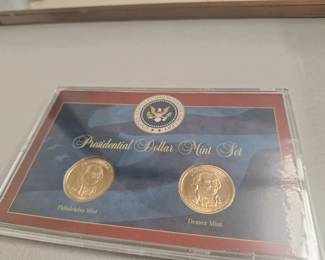 Presidential Dollar Mint Set
Philadelphia Mint
Denver Mint